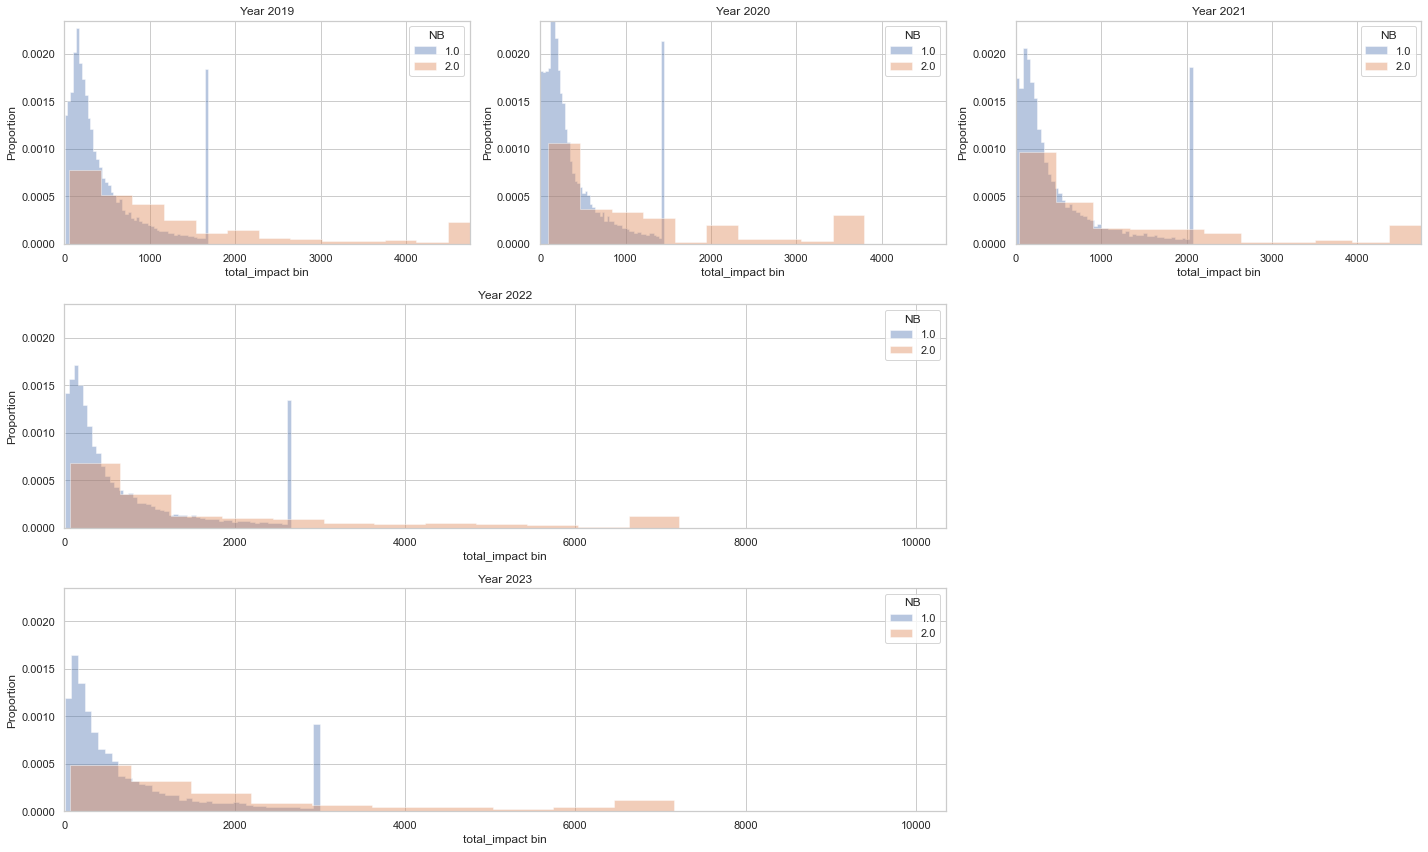 Year 2019
NB
1.0
2.0
0.0020
0.0015
0.0010
0.0005
0.0000
Proportion
0 1000 2000 3000 4000
total_impact bin
Year 2020
NB
1.0
2.0
0.0020
0.0015
0.0010
0.0005
0.0000
Proportion
0 1000 2000 3000 4000
total_impact bin
Year 2021
NB
1.0
2.0
0.0020
0.0015
0.0010
0.0005
0.0000
Proportion
0 1000 2000 3000 4000
total_impact bin
Year 2022
NB
1.0
2.0
0.0020
0.0015
0.0010
0.0005
0.0000
Proportion
0 2000 4000 6000 8000 10000
total_impact bin
Year 2023
NB
1.0
2.0
0.0020
0.0015
0.0010
0.0005
0.0000
Proportion
0 2000 4000 6000 8000 10000
total_impact bin